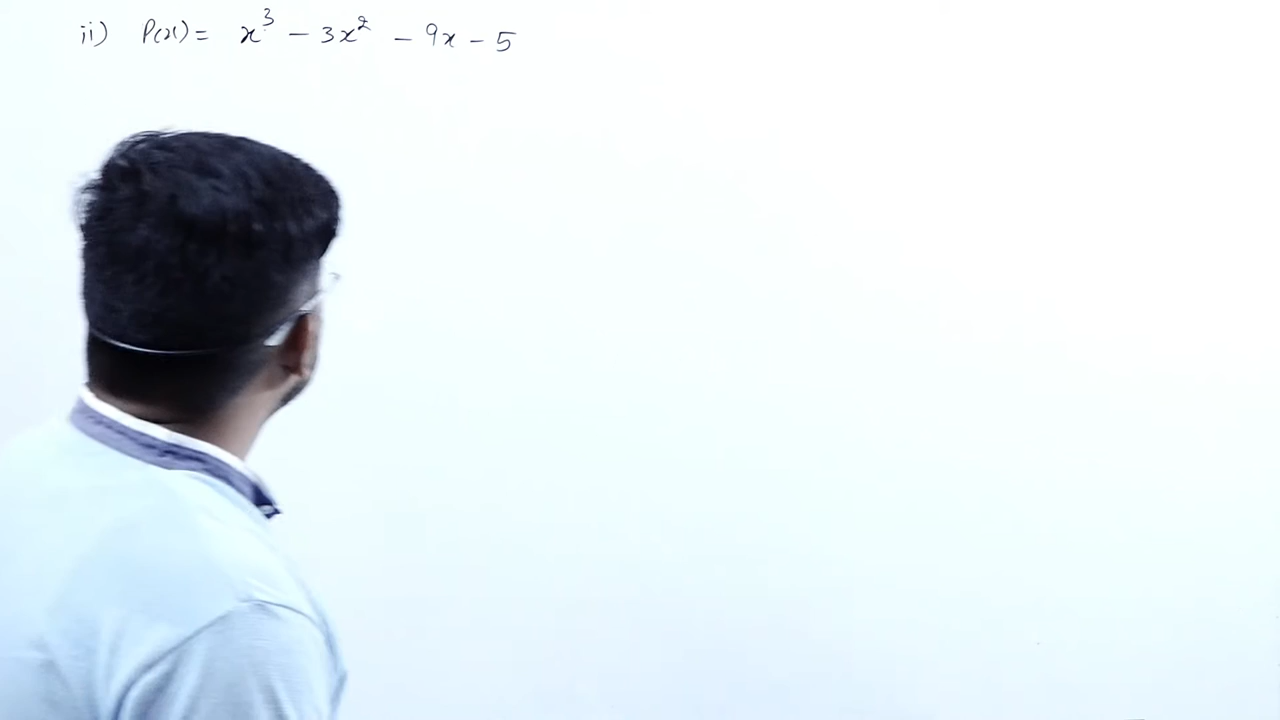 ii) P(x) = x³ - 3x² - 9x - 5